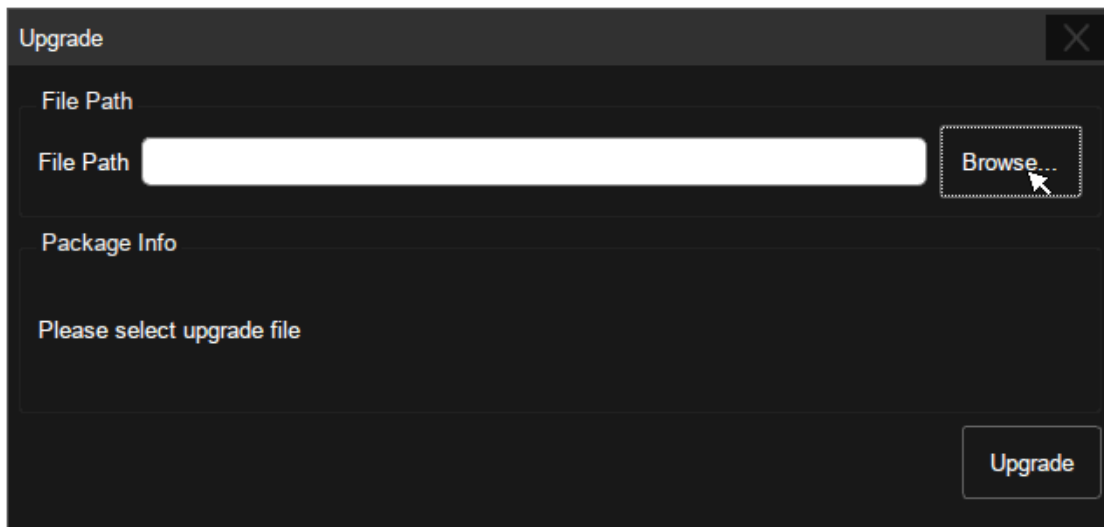 Upgrade
File Path
File Path
Browse...
Package Info
Please select upgrade file
Upgrade